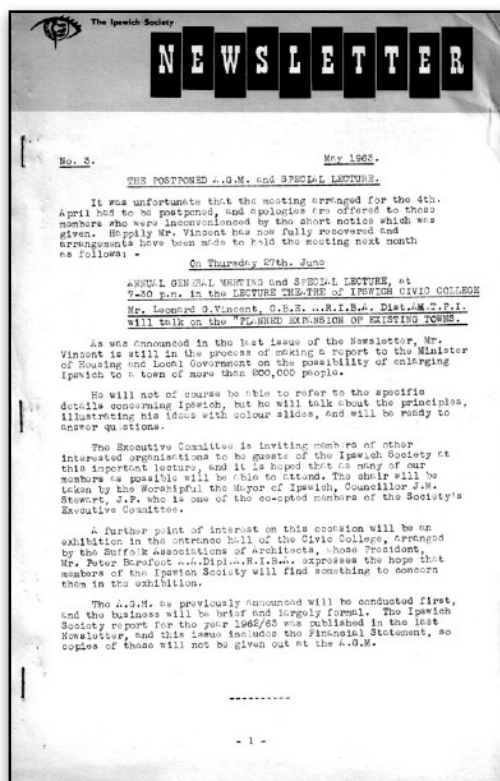 The Ipswich Society
NEWSLETTER
No. 3.
May 1963.
THE POSTPONED A.G.M. and SPECIAL LECTURE.
It was unfortunate that the meeting arranged for the 4th.
April had to be postponed, and apologies are offered to those
members who were inconvenienced by the short notice which was
given. Happily Mr. Vincent has now fully recovered and
arrangements have been made to hold the meeting next month
as follows: -
On Thursday 27th. June
ANNUAL GENERAL MEETING and SPECIAL LECTURE, at
7-30 p.m. in the LECTURE THEATRE of IPSWICH CIVIC COLLEGE
Mr. Leonard G.Vincent, C.B.E. A.R.I.B.A. Dist.AM.T.P.I.
will talk on the "PLANNED EXPANSION OF EXISTING TOWNS.
As was announced in the last issue of the Newsletter, Mr.
Vincent is still in the process of making a report to the Minister
of Housing and Local Government on the possibility of enlarging
Ipswich to a town of more than 200,000 people.
He will not of course be able to refer to the specific
details concerning Ipswich, but he will talk about the principles,
illustrating his ideas with colour slides, and will be ready to
answer questions.
The Executive Committee is inviting members of other
interested organisations to be guests of the Ipswich Society at
this important lecture, and it is hoped that as many of our
members as possible will be able to attend. The chair will be
taken by the Worshipful the Mayor of Ipswich, Councillor J.M.
Stewart, J.P. who is one of the co-opted members of the Society's
Executive Committee.
A further point of interest on this occasion will be an
exhibition in the entrance hall of the Civic College, arranged
by the Suffolk Associations of Architects, whose President,
Mr. Peter Barefoot A.A.Dipl.A.R.I.B.A. expresses the hope that
members of the Ipswich Society will find something to concern
them in the exhibition.
The A.G.M. as previously announced will be conducted first,
and the business will be brief and largely formal. The Ipswich
Society report for the year 1962/63 was published in the last
Newsletter, and this issue includes the Financial Statement, so
copies of these will not be given out at the A.G.M.
----------
- 1 -